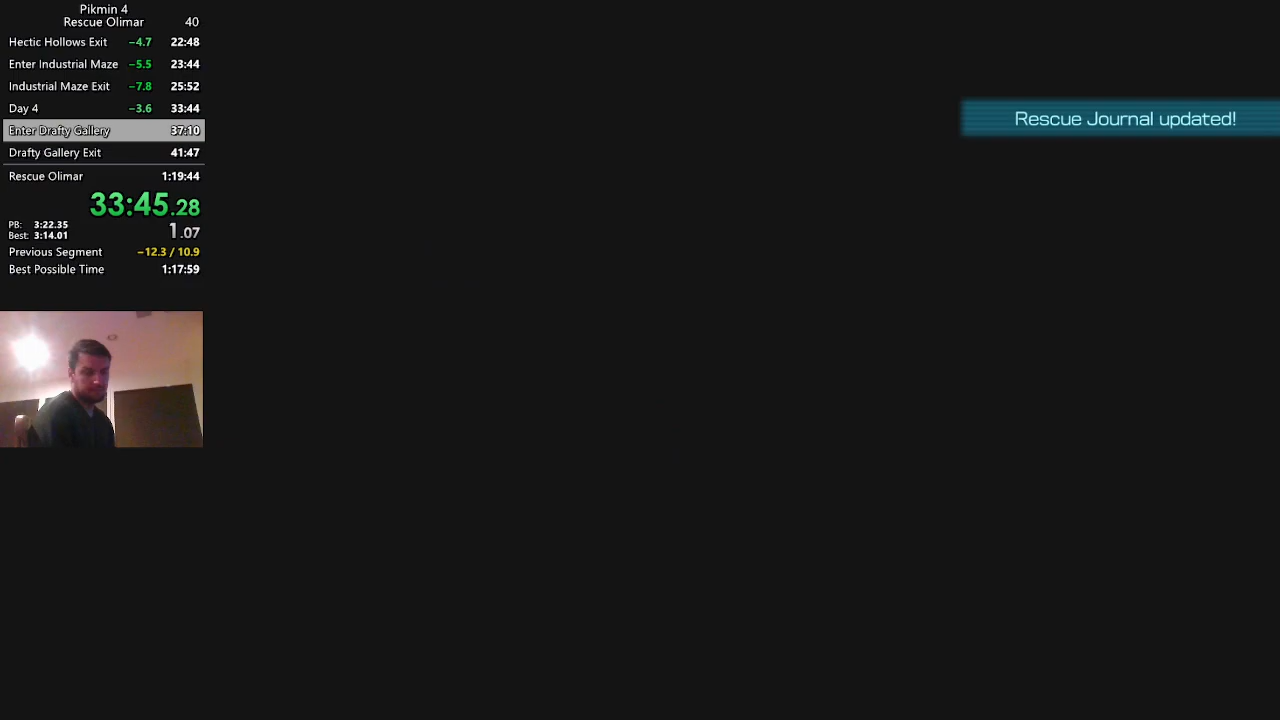 Pikmin 4
Rescue Olimar 40
Hectic Hollows Exit −4.7 22:48
Enter Industrial Maze −5.5 23:44
Industrial Maze Exit −7.8 25:52
Day 4 −3.6 33:44
Enter Drafty Gallery 37:10
Drafty Gallery Exit 41:47
Rescue Olimar 1:19:44
33:45.28
PB: 3:22.35
Best: 3:14.01
1.07
Previous Segment −12.3 / 10.9
Best Possible Time 1:17:59
Rescue Journal updated!